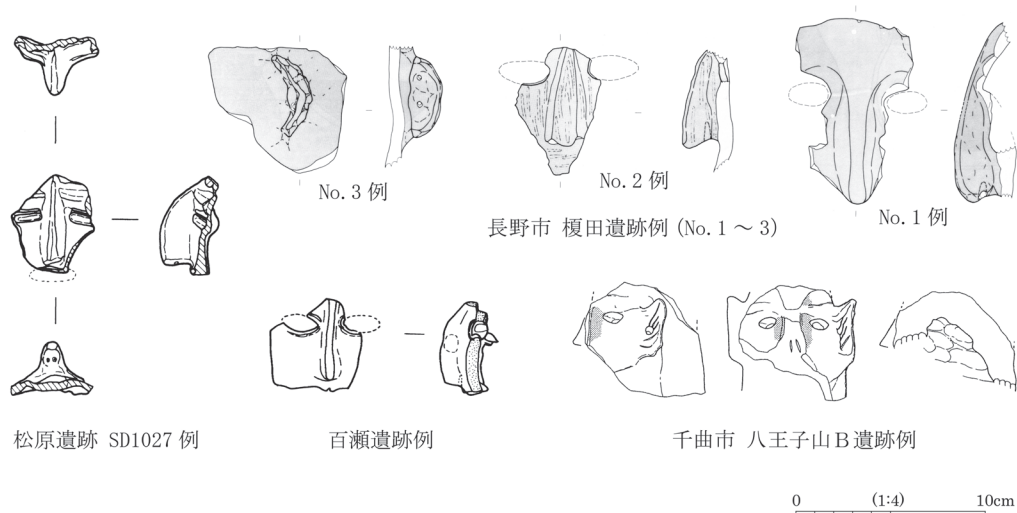 No.3 例
No.2 例
No.1 例
長野市 榎田遺跡例 (No.1 ～ 3)
松原遺跡 SD1027 例
百瀬遺跡例
千曲市 八王子山Ｂ遺跡例
0 (1:4) 10cm